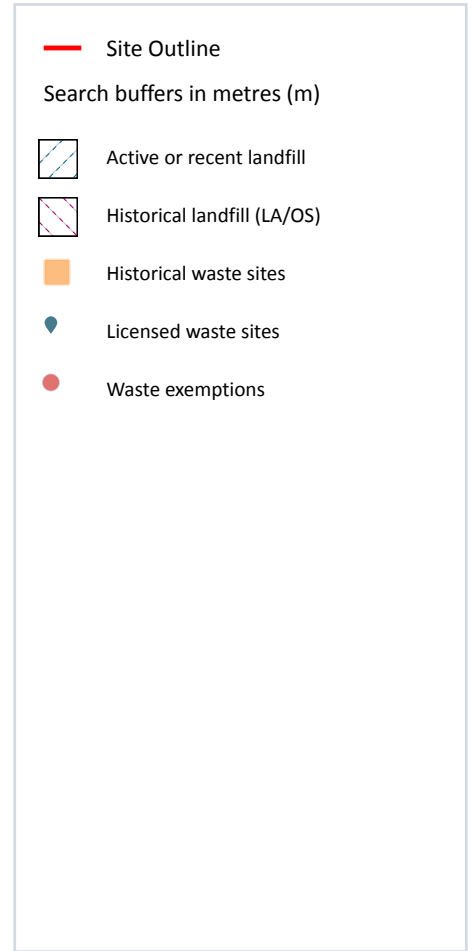 Site Outline
Search buffers in metres (m)
Active or recent landfill
Historical landfill (LA/OS)
Historical waste sites
Licensed waste sites
Waste exemptions